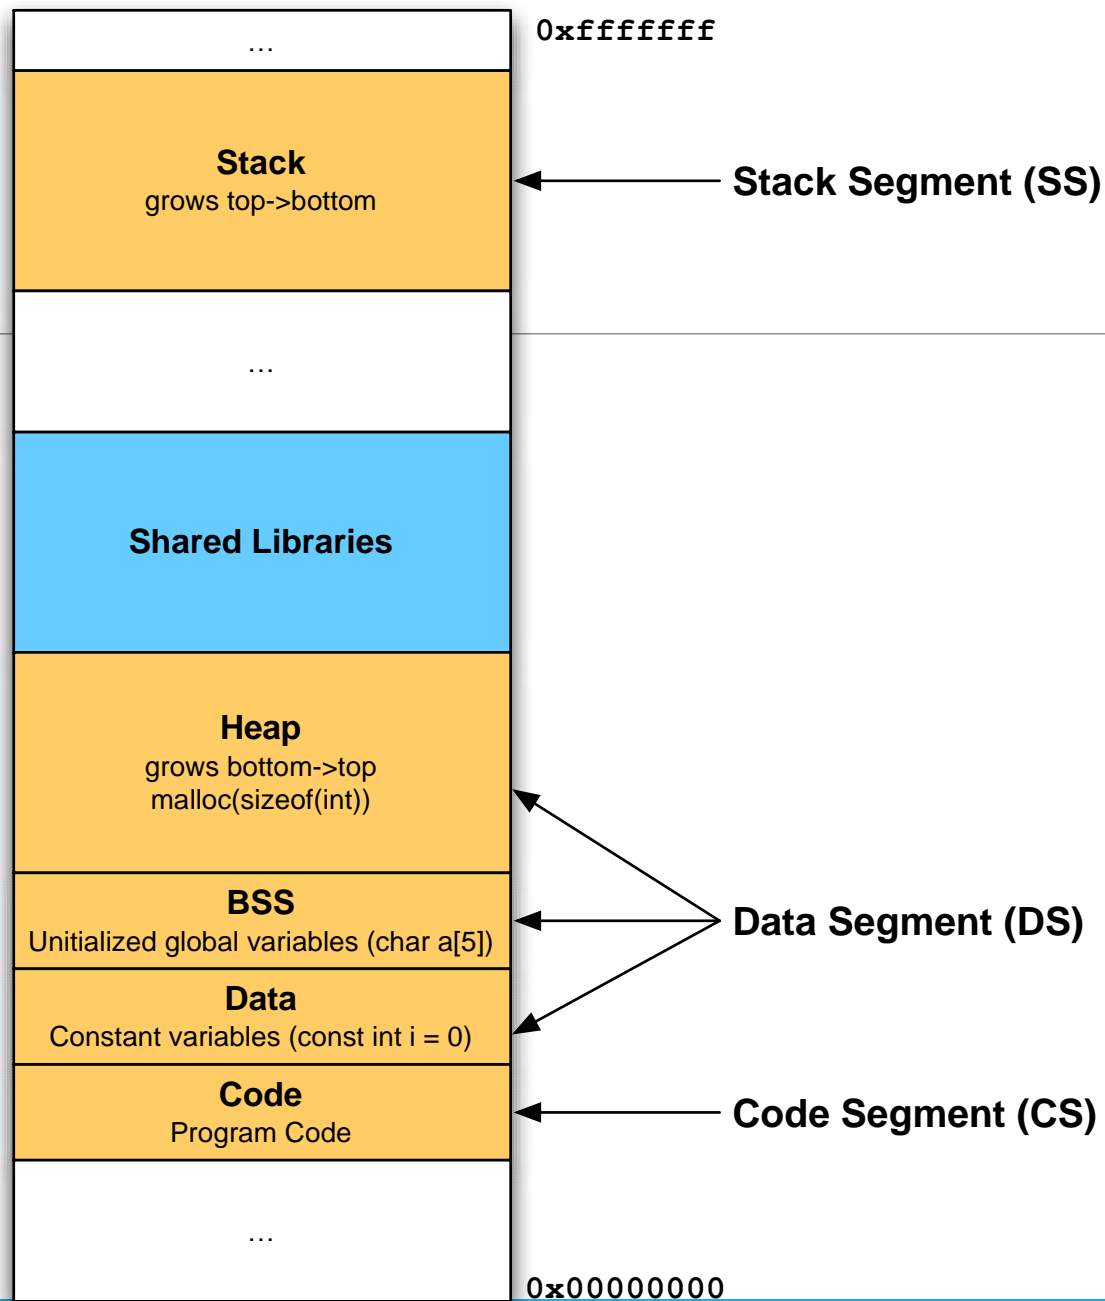 …
0xfffffff
Stack
grows top->bottom
Stack Segment (SS)
…
Shared Libraries
Heap
grows bottom->top
malloc(sizeof(int))
BSS
Unitialized global variables (char a[5])
Data Segment (DS)
Data
Constant variables (const int i = 0)
Code
Program Code
Code Segment (CS)
…
0x00000000